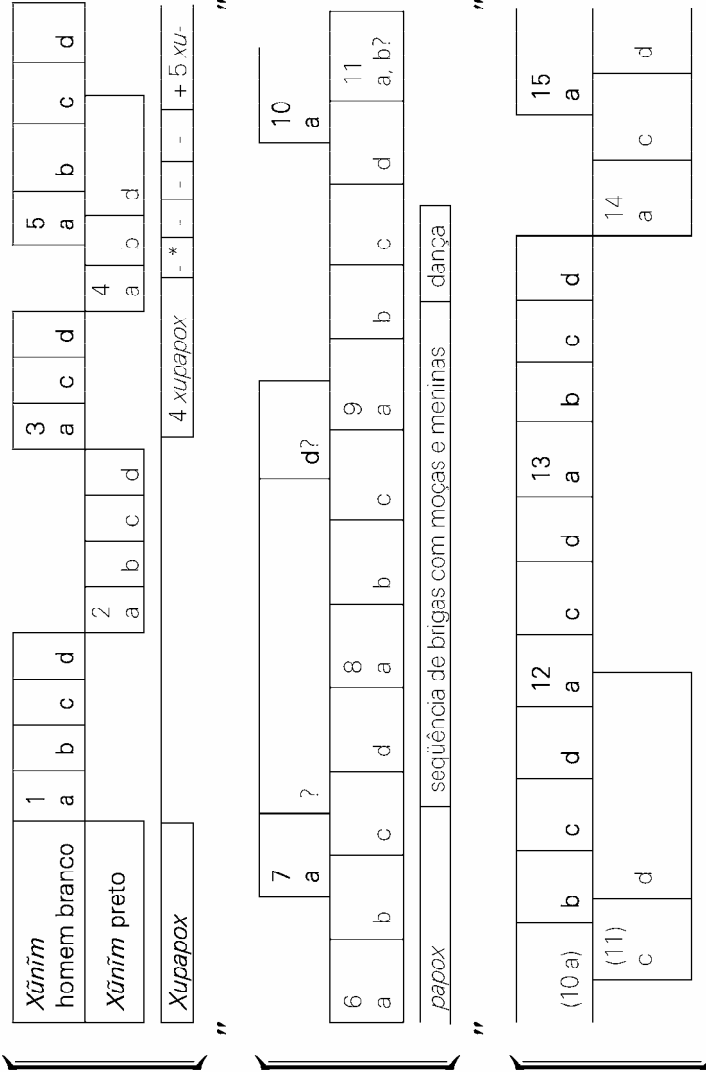 1 3 5
Xũnĩm
homem branco a b c d a c d a b c d
2 4
Xũnĩm preto a b c d a c d
Xupapox 4 xupapox - * - - - - + 5 xu-
" "
7 10
a ? d? a
6 8 9 11
a b c d a b c a b c d a, b?
papox seqüência de brigas com moças e meninas dança
" "
12 13 15
(10 a) b c d a c d a b c d a
(11) 14
c d a c d